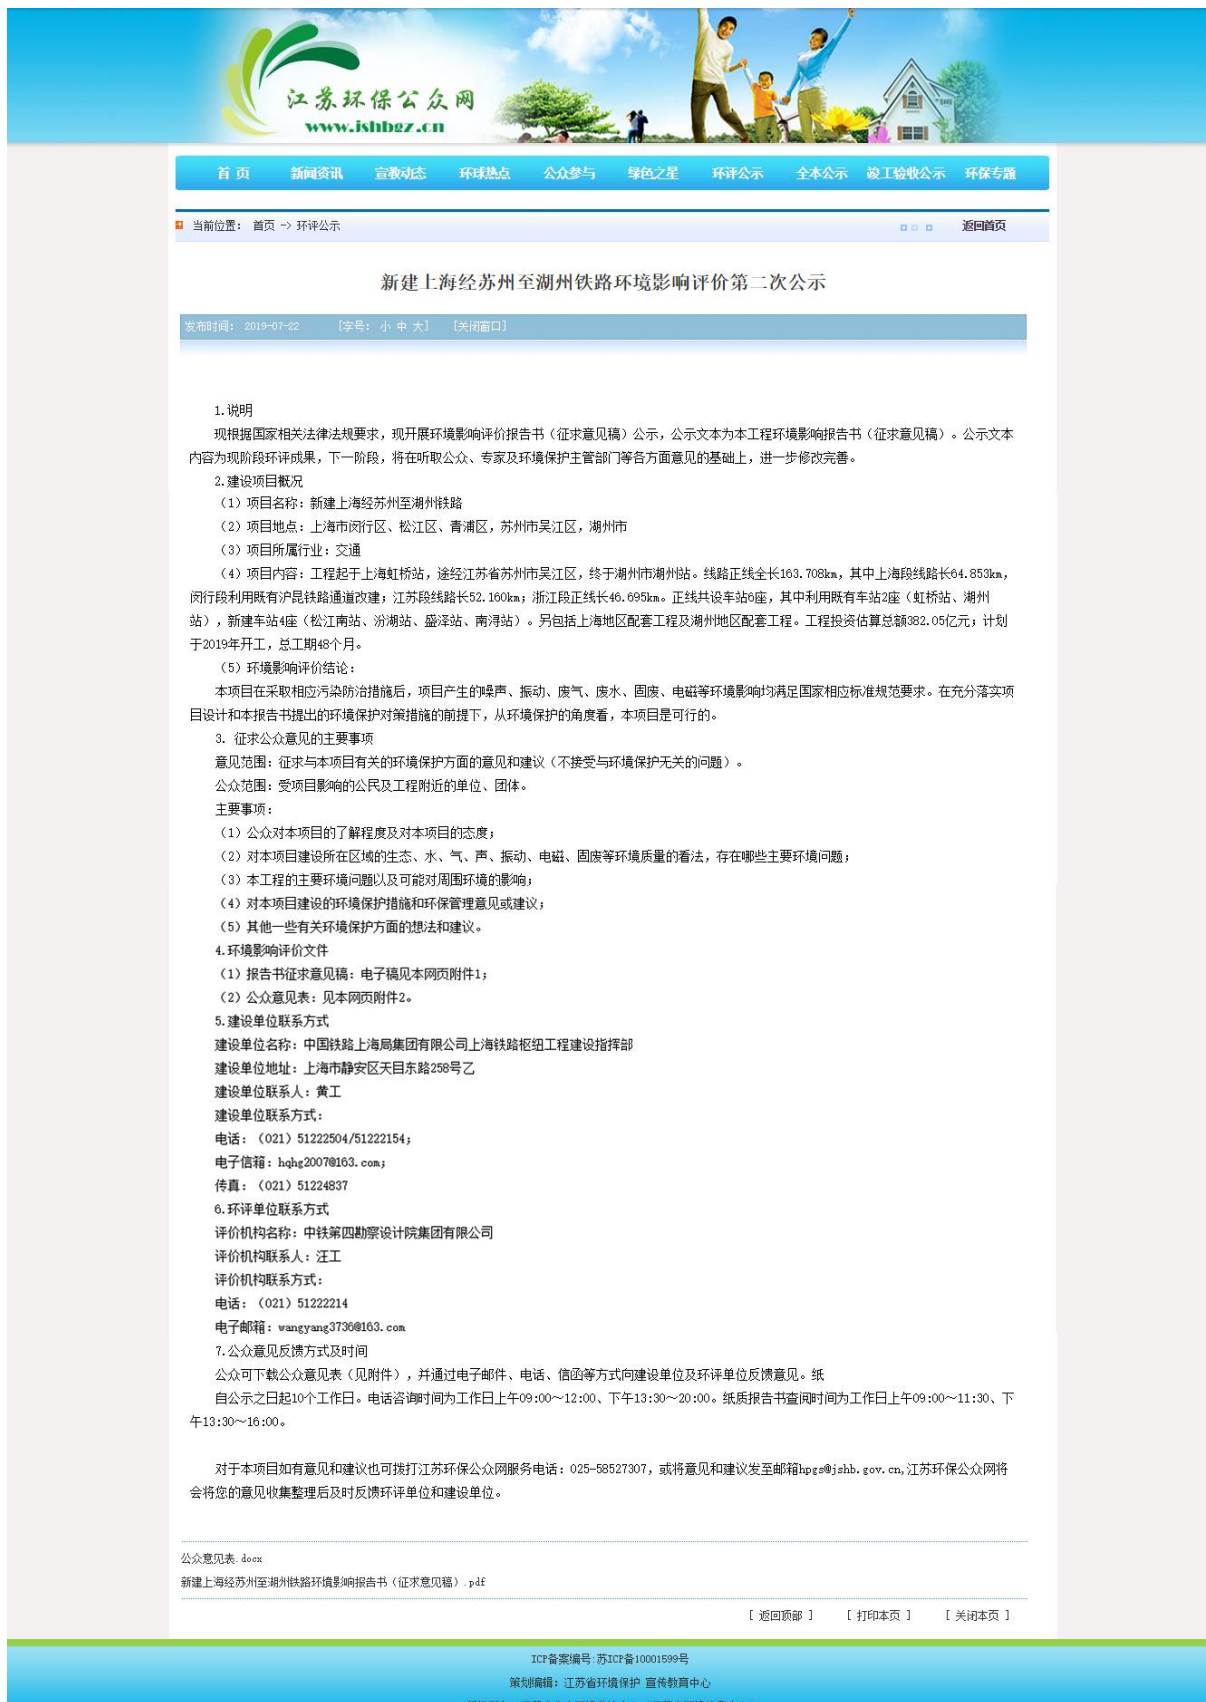 江苏环保公众网
www.jshbgz.cn
首 页 新闻资讯 宣教动态 环球热点 公众参与 绿色之星 环评公示 全本公示 竣工验收公示 环保专题
当前位置： 首页 -> 环评公示 返回首页
新建上海经苏州至湖州铁路环境影响评价第二次公示
发布时间： 2019-07-22 [字号： 小 中 大] [关闭窗口]
1.说明
现根据国家相关法律法规要求，现开展环境影响评价报告书（征求意见稿）公示，公示文本为本工程环境影响报告书（征求意见稿）。公示文本
内容为现阶段环评成果，下一阶段，将在听取公众、专家及环境保护主管部门等各方面意见的基础上，进一步修改完善。
2.建设项目概况
（1）项目名称：新建上海经苏州至湖州铁路
（2）项目地点：上海市闵行区、松江区、青浦区，苏州市吴江区，湖州市
（3）项目所属行业：交通
（4）项目内容：工程起于上海虹桥站，途经江苏省苏州市吴江区，终于湖州市湖州站。线路正线全长163.708km，其中上海段线路长64.853km，
闵行段利用既有沪昆铁路通道改建；江苏段线路长52.160km；浙江段正线长46.695km。正线共设车站6座，其中利用既有车站2座（虹桥站、湖州
站），新建车站4座（松江南站、汾湖站、盛泽站、南浔站）。另包括上海地区配套工程及湖州地区配套工程。工程投资估算总额382.05亿元；计划
于2019年开工，总工期48个月。
（5）环境影响评价结论：
本项目在采取相应污染防治措施后，项目产生的噪声、振动、废气、废水、固废、电磁等环境影响均满足国家相应标准规范要求。在充分落实项
目设计和本报告书提出的环境保护对策措施的前提下，从环境保护的角度看，本项目是可行的。
3. 征求公众意见的主要事项
意见范围：征求与本项目有关的环境保护方面的意见和建议（不接受与环境保护无关的问题）。
公众范围：受项目影响的公民及工程附近的单位、团体。
主要事项：
（1）公众对本项目的了解程度及对本项目的态度；
（2）对本项目建设所在区域的生态、水、气、声、振动、电磁、固废等环境质量的看法，存在哪些主要环境问题；
（3）本工程的主要环境问题以及可能对周围环境的影响；
（4）对本项目建设的环境保护措施和环保管理意见或建议；
（5）其他一些有关环境保护方面的想法和建议。
4.环境影响评价文件
（1）报告书征求意见稿：电子稿见本网页附件1；
（2）公众意见表：见本网页附件2。
5.建设单位联系方式
建设单位名称：中国铁路上海局集团有限公司上海铁路枢纽工程建设指挥部
建设单位地址：上海市静安区天目东路258号乙
建设单位联系人：黄工
建设单位联系方式：
电话：（021）51222504/51222154；
电子信箱：hqhg2007@163.com；
传真：（021）51224837
6.环评单位联系方式
评价机构名称：中铁第四勘察设计院集团有限公司
评价机构联系人：汪工
评价机构联系方式：
电话：（021）51222214
电子邮箱：wangyang3736@163.com
7.公众意见反馈方式及时间
公众可下载公众意见表（见附件），并通过电子邮件、电话、信函等方式向建设单位及环评单位反馈意见。纸
自公示之日起10个工作日。电话咨询时间为工作日上午09:00～12:00、下午13:30～20:00。纸质报告书查阅时间为工作日上午09:00～11:30、下
午13:30～16:00。
对于本项目如有意见和建议也可拨打江苏环保公众网服务电话：025-58527307，或将意见和建议发至邮箱hpgs@jshb.gov.cn,江苏环保公众网将
会将您的意见收集整理后及时反馈环评单位和建设单位。
公众意见表.docx
新建上海经苏州至湖州铁路环境影响报告书（征求意见稿）.pdf
[ 返回顶部 ] [ 打印本页 ] [ 关闭本页 ]
ICP备案编号:苏ICP备10001599号
策划编辑：江苏省环境保护 宣传教育中心